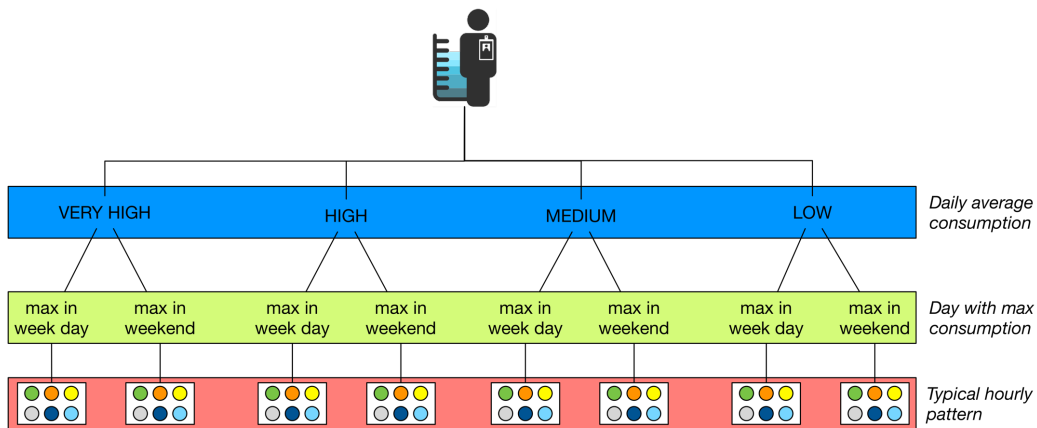 VERY HIGH
HIGH
MEDIUM
LOW
Daily average
consumption
max in
week day
max in
weekend
max in
week day
max in
weekend
max in
week day
max in
weekend
max in
week day
max in
weekend
Day with max
consumption
Typical hourly
pattern